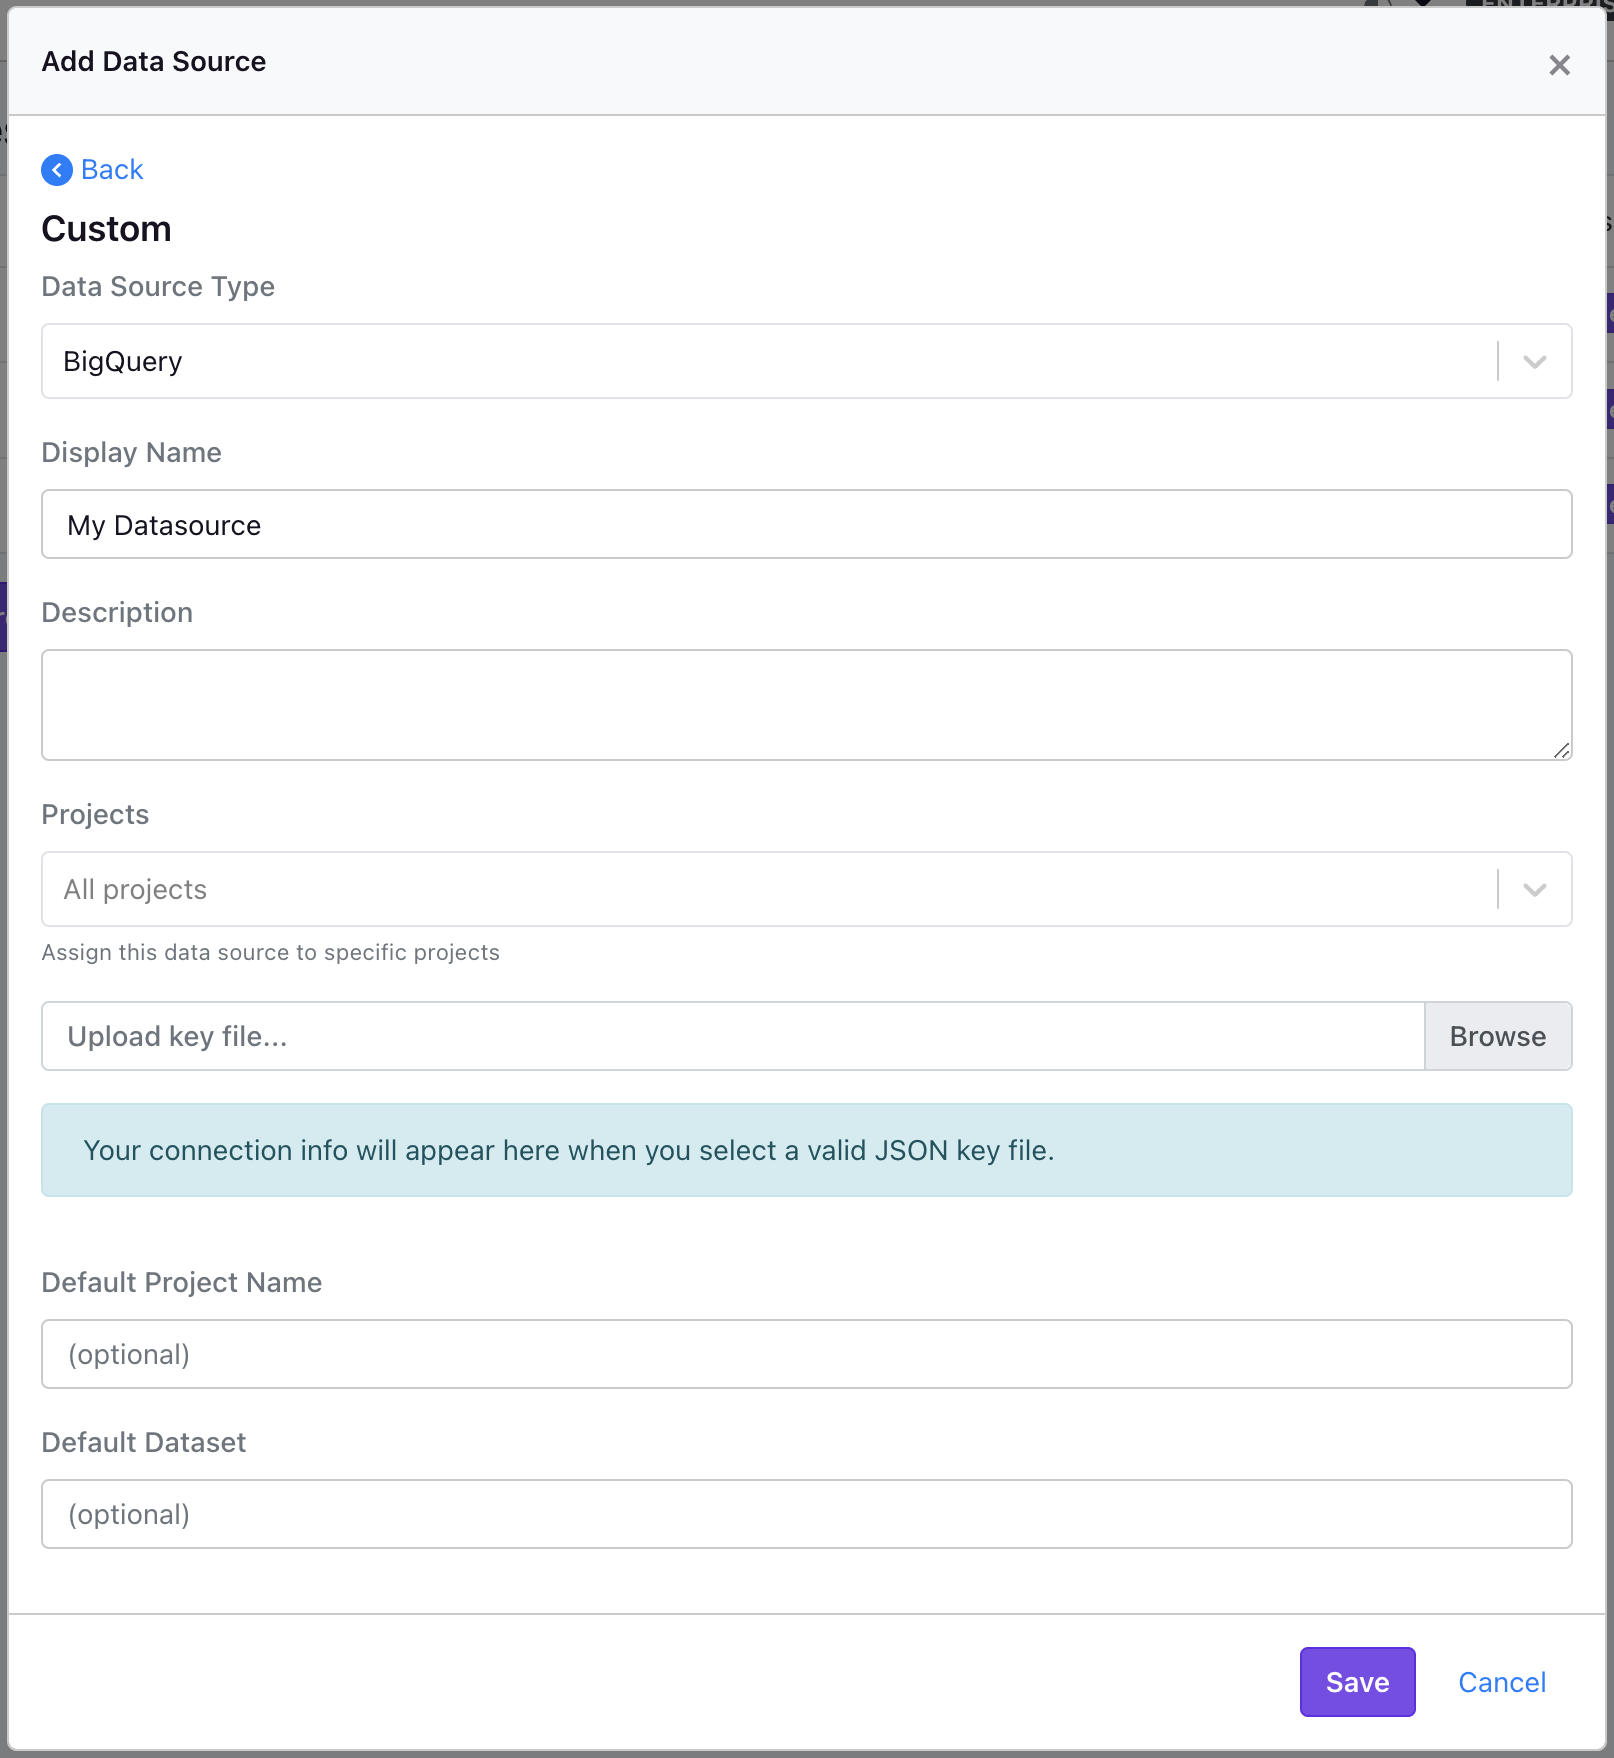 Add Data Source
Back
Custom
Data Source Type
BigQuery
Display Name
My Datasource
Description
Projects
All projects
Assign this data source to specific projects
Upload key file...
Browse
Your connection info will appear here when you select a valid JSON key file.
Default Project Name
(optional)
Default Dataset
(optional)
Save
Cancel